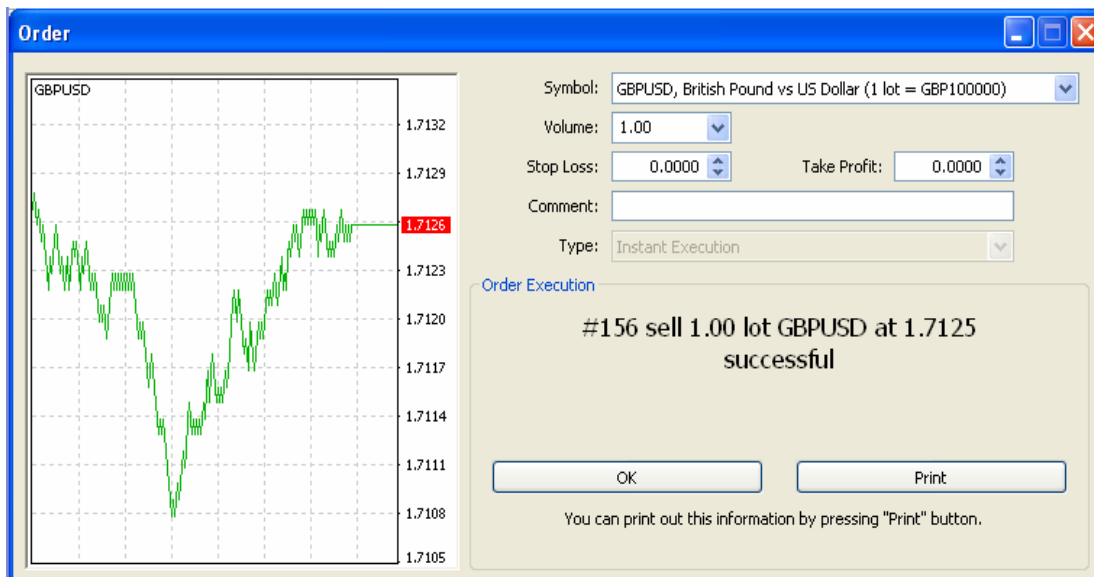 Order
GBPUSD
1.7132
1.7129
1.7126
1.7123
1.7120
1.7117
1.7114
1.7111
1.7108
1.7105
Symbol: GBPUSD, British Pound vs US Dollar (1 lot = GBP100000)
Volume: 1.00
Stop Loss: 0.0000 Take Profit: 0.0000
Comment:
Type: Instant Execution
Order Execution
#156 sell 1.00 lot GBPUSD at 1.7125
successful
OK Print
You can print out this information by pressing "Print" button.